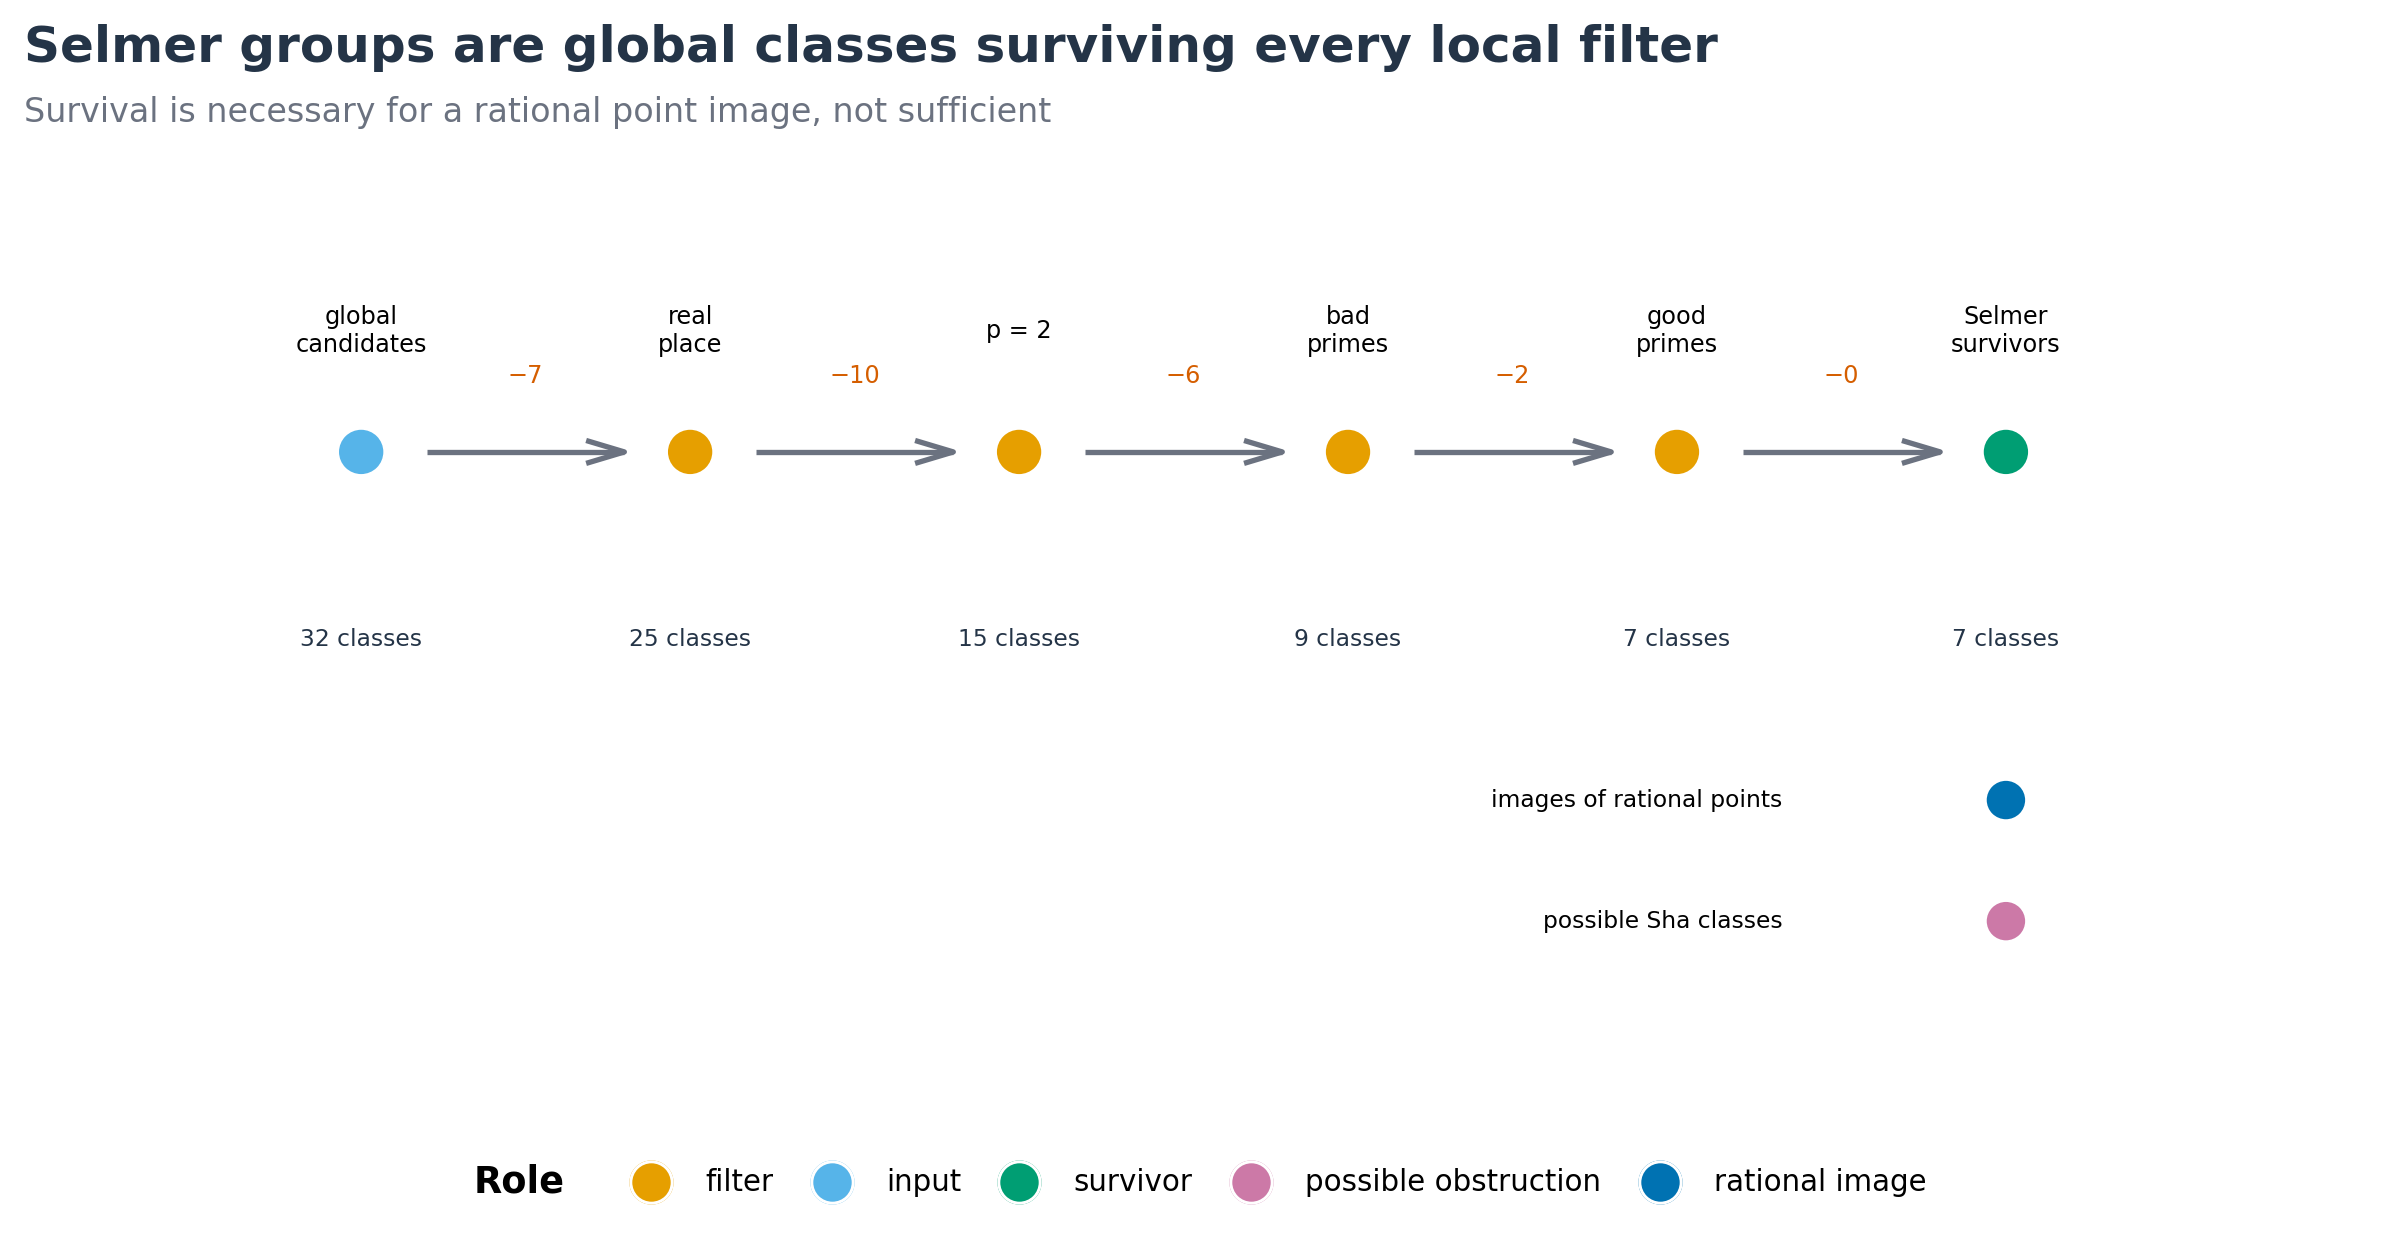 Selmer groups are global classes surviving every local filter
Survival is necessary for a rational point image, not sufficient
global
candidates
real
place
p = 2
bad
primes
good
primes
Selmer
survivors
−7
−10
−6
−2
−0
32 classes
25 classes
15 classes
9 classes
7 classes
7 classes
images of rational points
possible Sha classes
Role
filter
input
survivor
possible obstruction
rational image